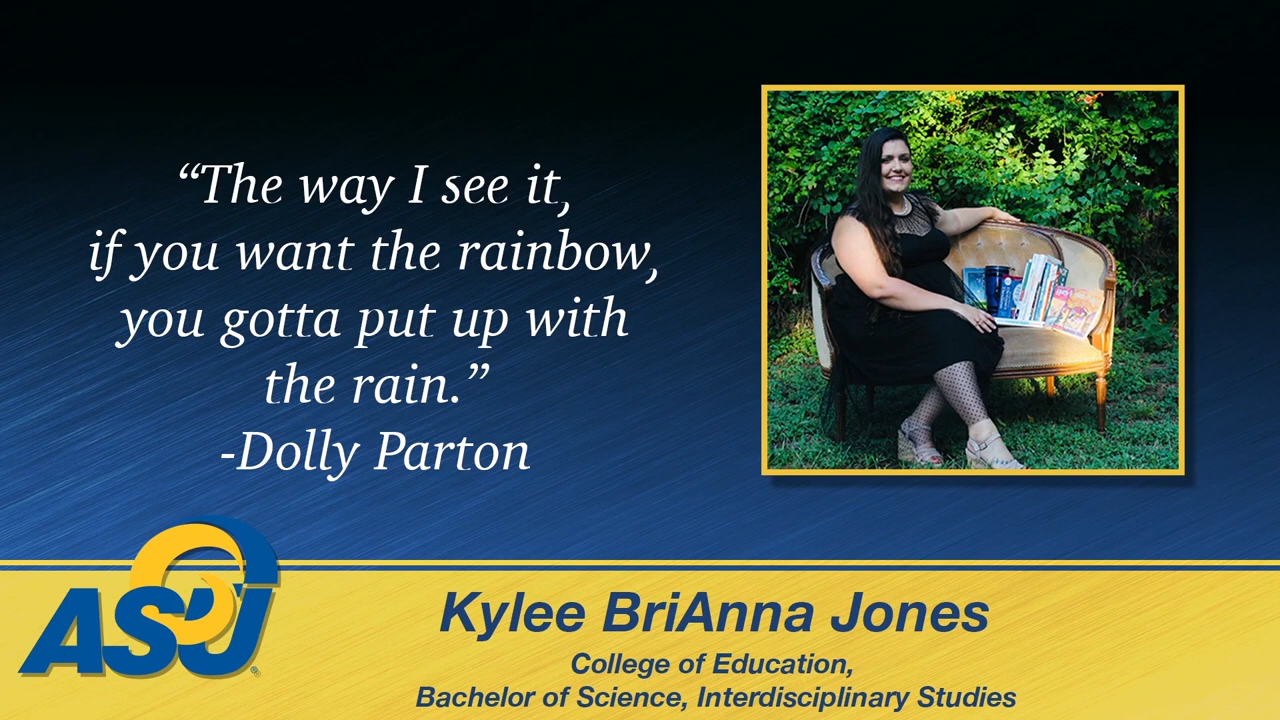 “The way I see it,
if you want the rainbow,
you gotta put up with
the rain.”
-Dolly Parton
ASU
Kylee BriAnna Jones
College of Education,
Bachelor of Science, Interdisciplinary Studies